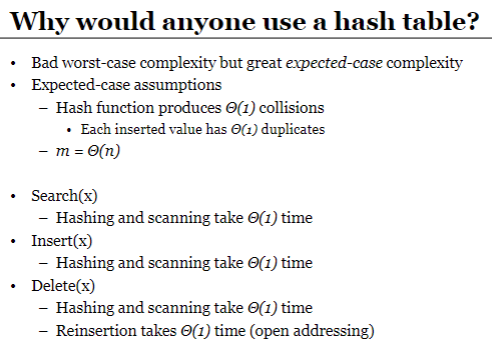 Why would anyone use a hash table?
• Bad worst-case complexity but great expected-case complexity
• Expected-case assumptions
– Hash function produces Θ(1) collisions
• Each inserted value has Θ(1) duplicates
– m = Θ(n)
• Search(x)
– Hashing and scanning take Θ(1) time
• Insert(x)
– Hashing and scanning take Θ(1) time
• Delete(x)
– Hashing and scanning take Θ(1) time
– Reinsertion takes Θ(1) time (open addressing)